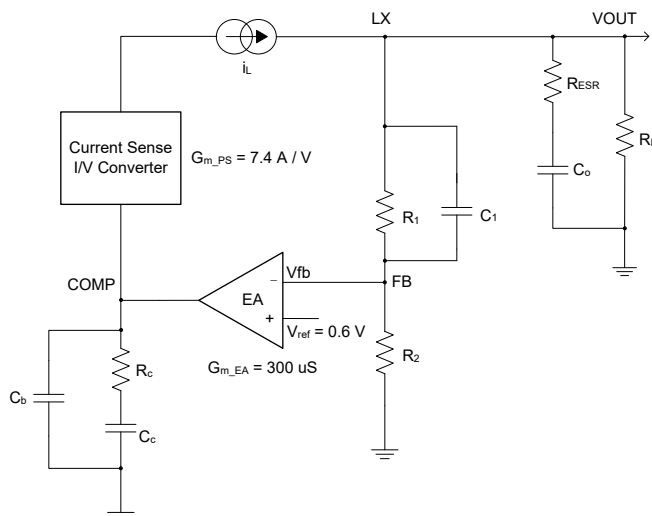 LX
VOUT
iL
RESR
Current Sense
I/V Converter
Gm_PS = 7.4 A / V
Co
R1
C1
COMP
Vfb
FB
EA
Vref = 0.6 V
Gm_EA = 300 uS
R2
Rc
Cb
Cc